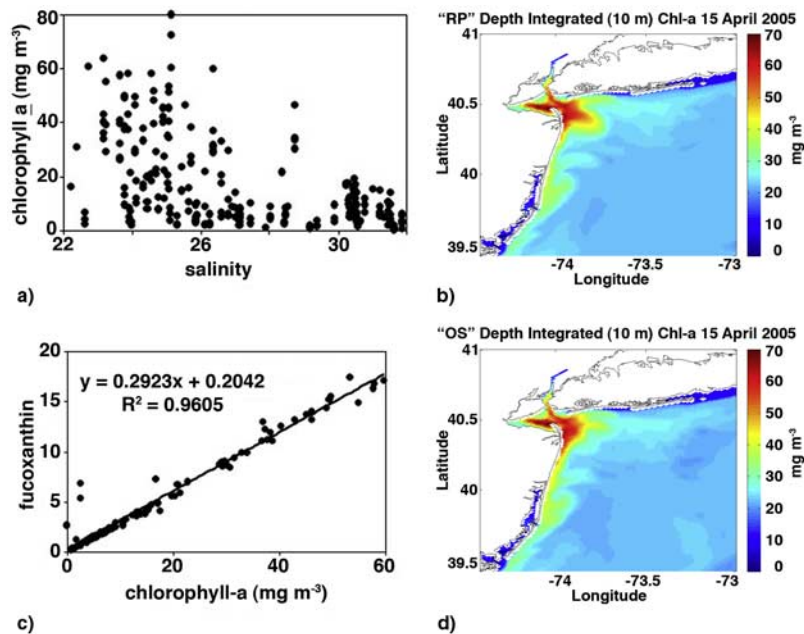 80
60
40
20
0
chlorophyll a (mg m-3)
22
26
30
salinity
a)
"RP" Depth Integrated (10 m) Chl-a 15 April 2005
41
40.5
40
39.5
Latitude
-74
-73.5
-73
Longitude
70
60
50
40
30
20
10
0
mg m-3
b)
20
15
10
5
0
fucoxanthin
y = 0.2923x + 0.2042
R2 = 0.9605
0
20
40
60
chlorophyll-a (mg m-3)
c)
"OS" Depth Integrated (10 m) Chl-a 15 April 2005
41
40.5
40
39.5
Latitude
-74
-73.5
-73
Longitude
70
60
50
40
30
20
10
0
mg m-3
d)